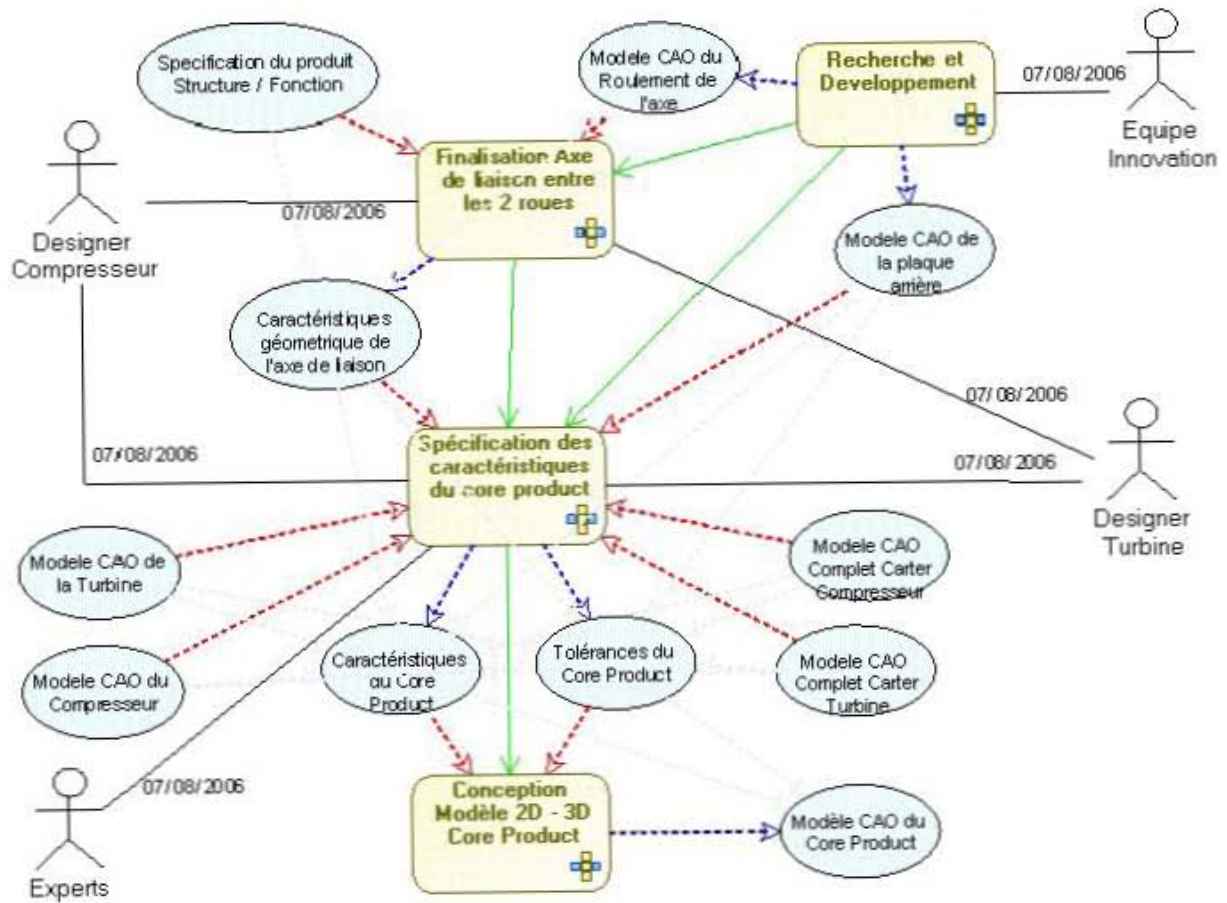 Specification du produit
Structure / Fonction
Modele CAO du
Roulement de
l'axe
Recherche et
Developpement
07/08/2006
Equipe
Innovation
Designer
Compresseur
07/08/2006
Finalisation Axe
de liaison entre
les 2 roues
Modele CAO de
la plaque
arrière
Caractéristiques
géometrique de
l'axe de liaison
07/08/2006
Designer
Turbine
07/08/2006
Spécification des
caractéristiques
du core product
07/08/2006
Modele CAO de
la Turbine
Modele CAO
Complet Carter
Compresseur
Modele CAO du
Compresseur
Caractéristiques
du Core
Product
Tolérances du
Core Product
Modele CAO
Complet Carter
Turbine
Experts
07/08/2006
Conception
Modèle 2D - 3D
Core Product
Modèle CAO du
Core Product